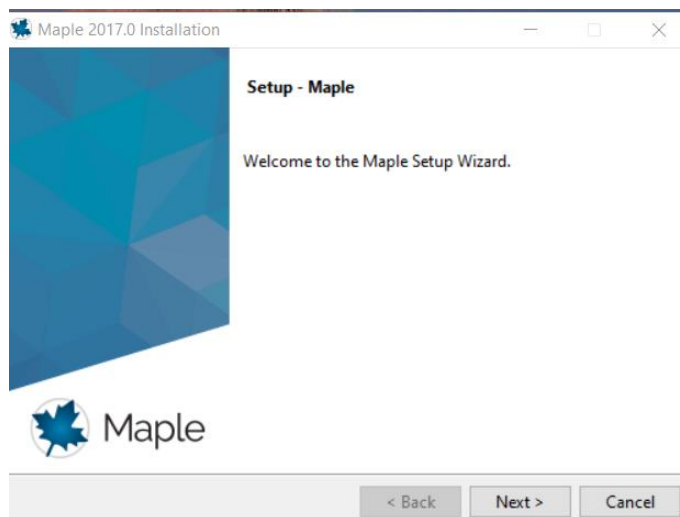 Maple 2017.0 Installation
Setup - Maple
Welcome to the Maple Setup Wizard.
Maple
< Back Next > Cancel